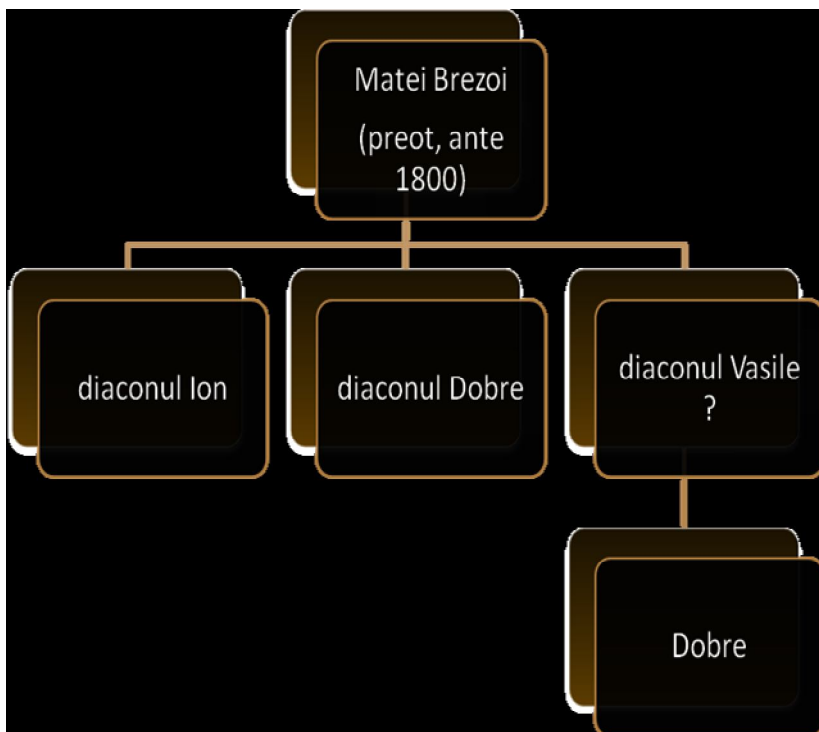 Matei Brezoi
(preot, ante
1800)
diaconul Ion
diaconul Dobre
diaconul Vasile
?
Dobre